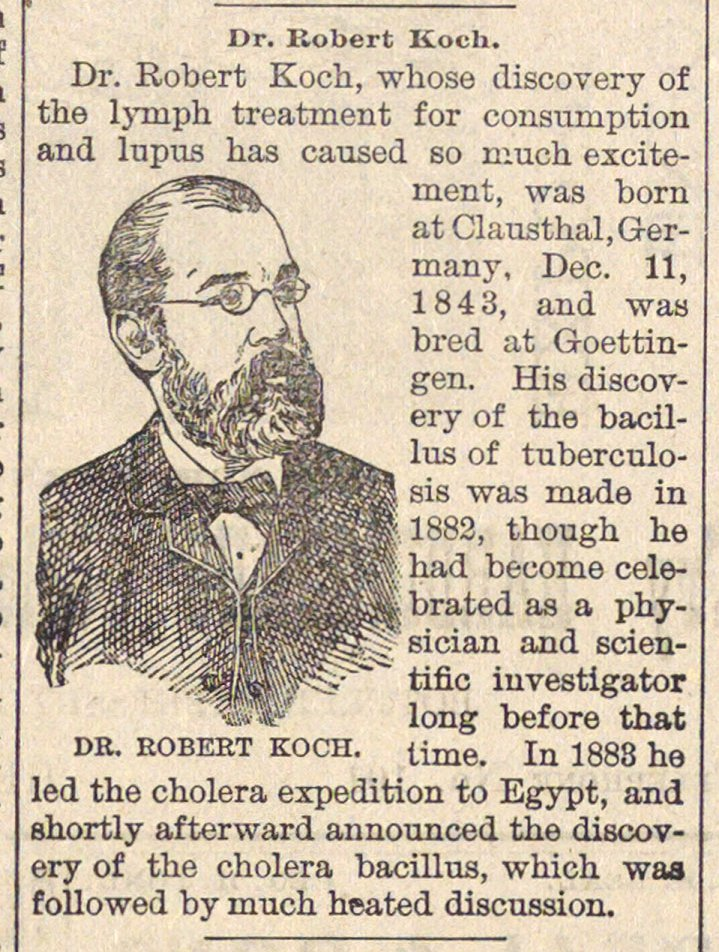 Dr. Robert Koch.
Dr. Robert Koch, whose discovery of
the lymph treatment for consumption
and lupus has caused so much excite-
ment, was born
at Clausthal, Ger-
many, Dec. 11,
1843, and was
bred at Goettin-
gen. His discov-
ery of the bacil-
lus of tuberculo-
sis was made in
1882, though he
had become cele-
brated as a phy-
sician and scien-
tific investigator
long before that
time. In 1883 he
DR. ROBERT KOCH.
led the cholera expedition to Egypt, and
shortly afterward announced the discov-
ery of the cholera bacillus, which was
followed by much heated discussion.